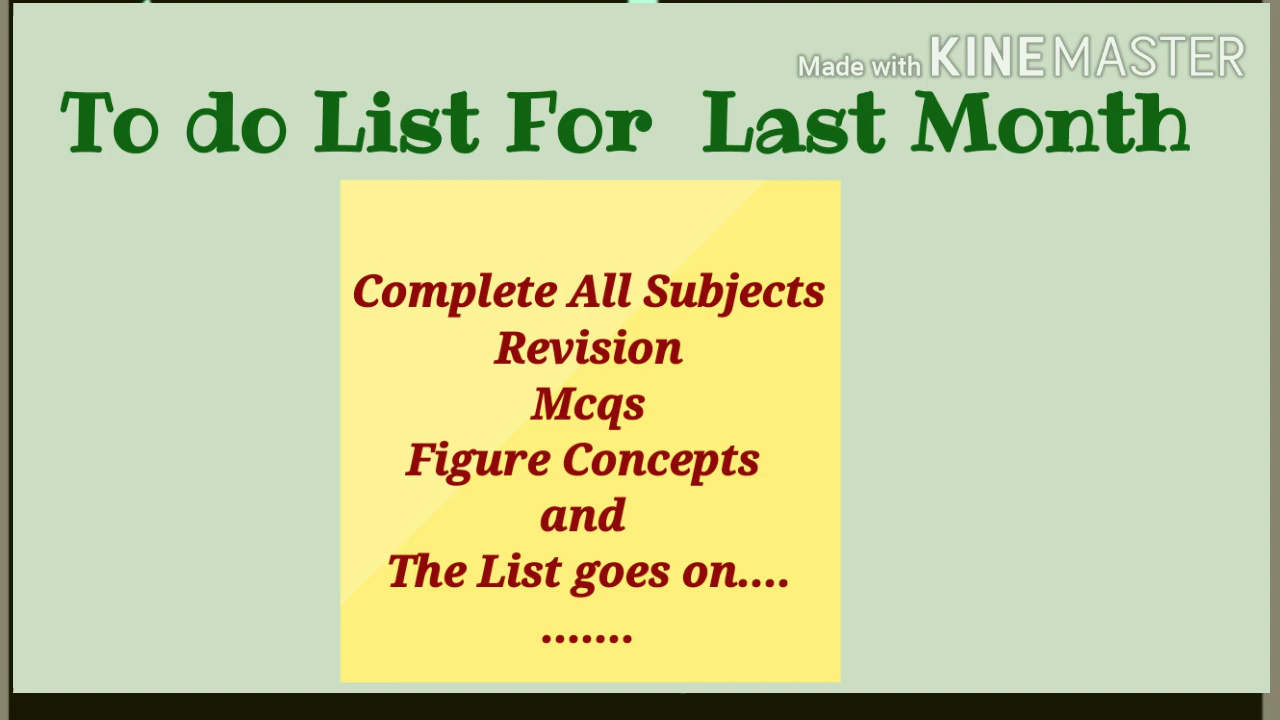 Made with KINEMASTER
To do List For Last Month
Complete All Subjects
Revision
Mcqs
Figure Concepts
and
The List goes on....
.......